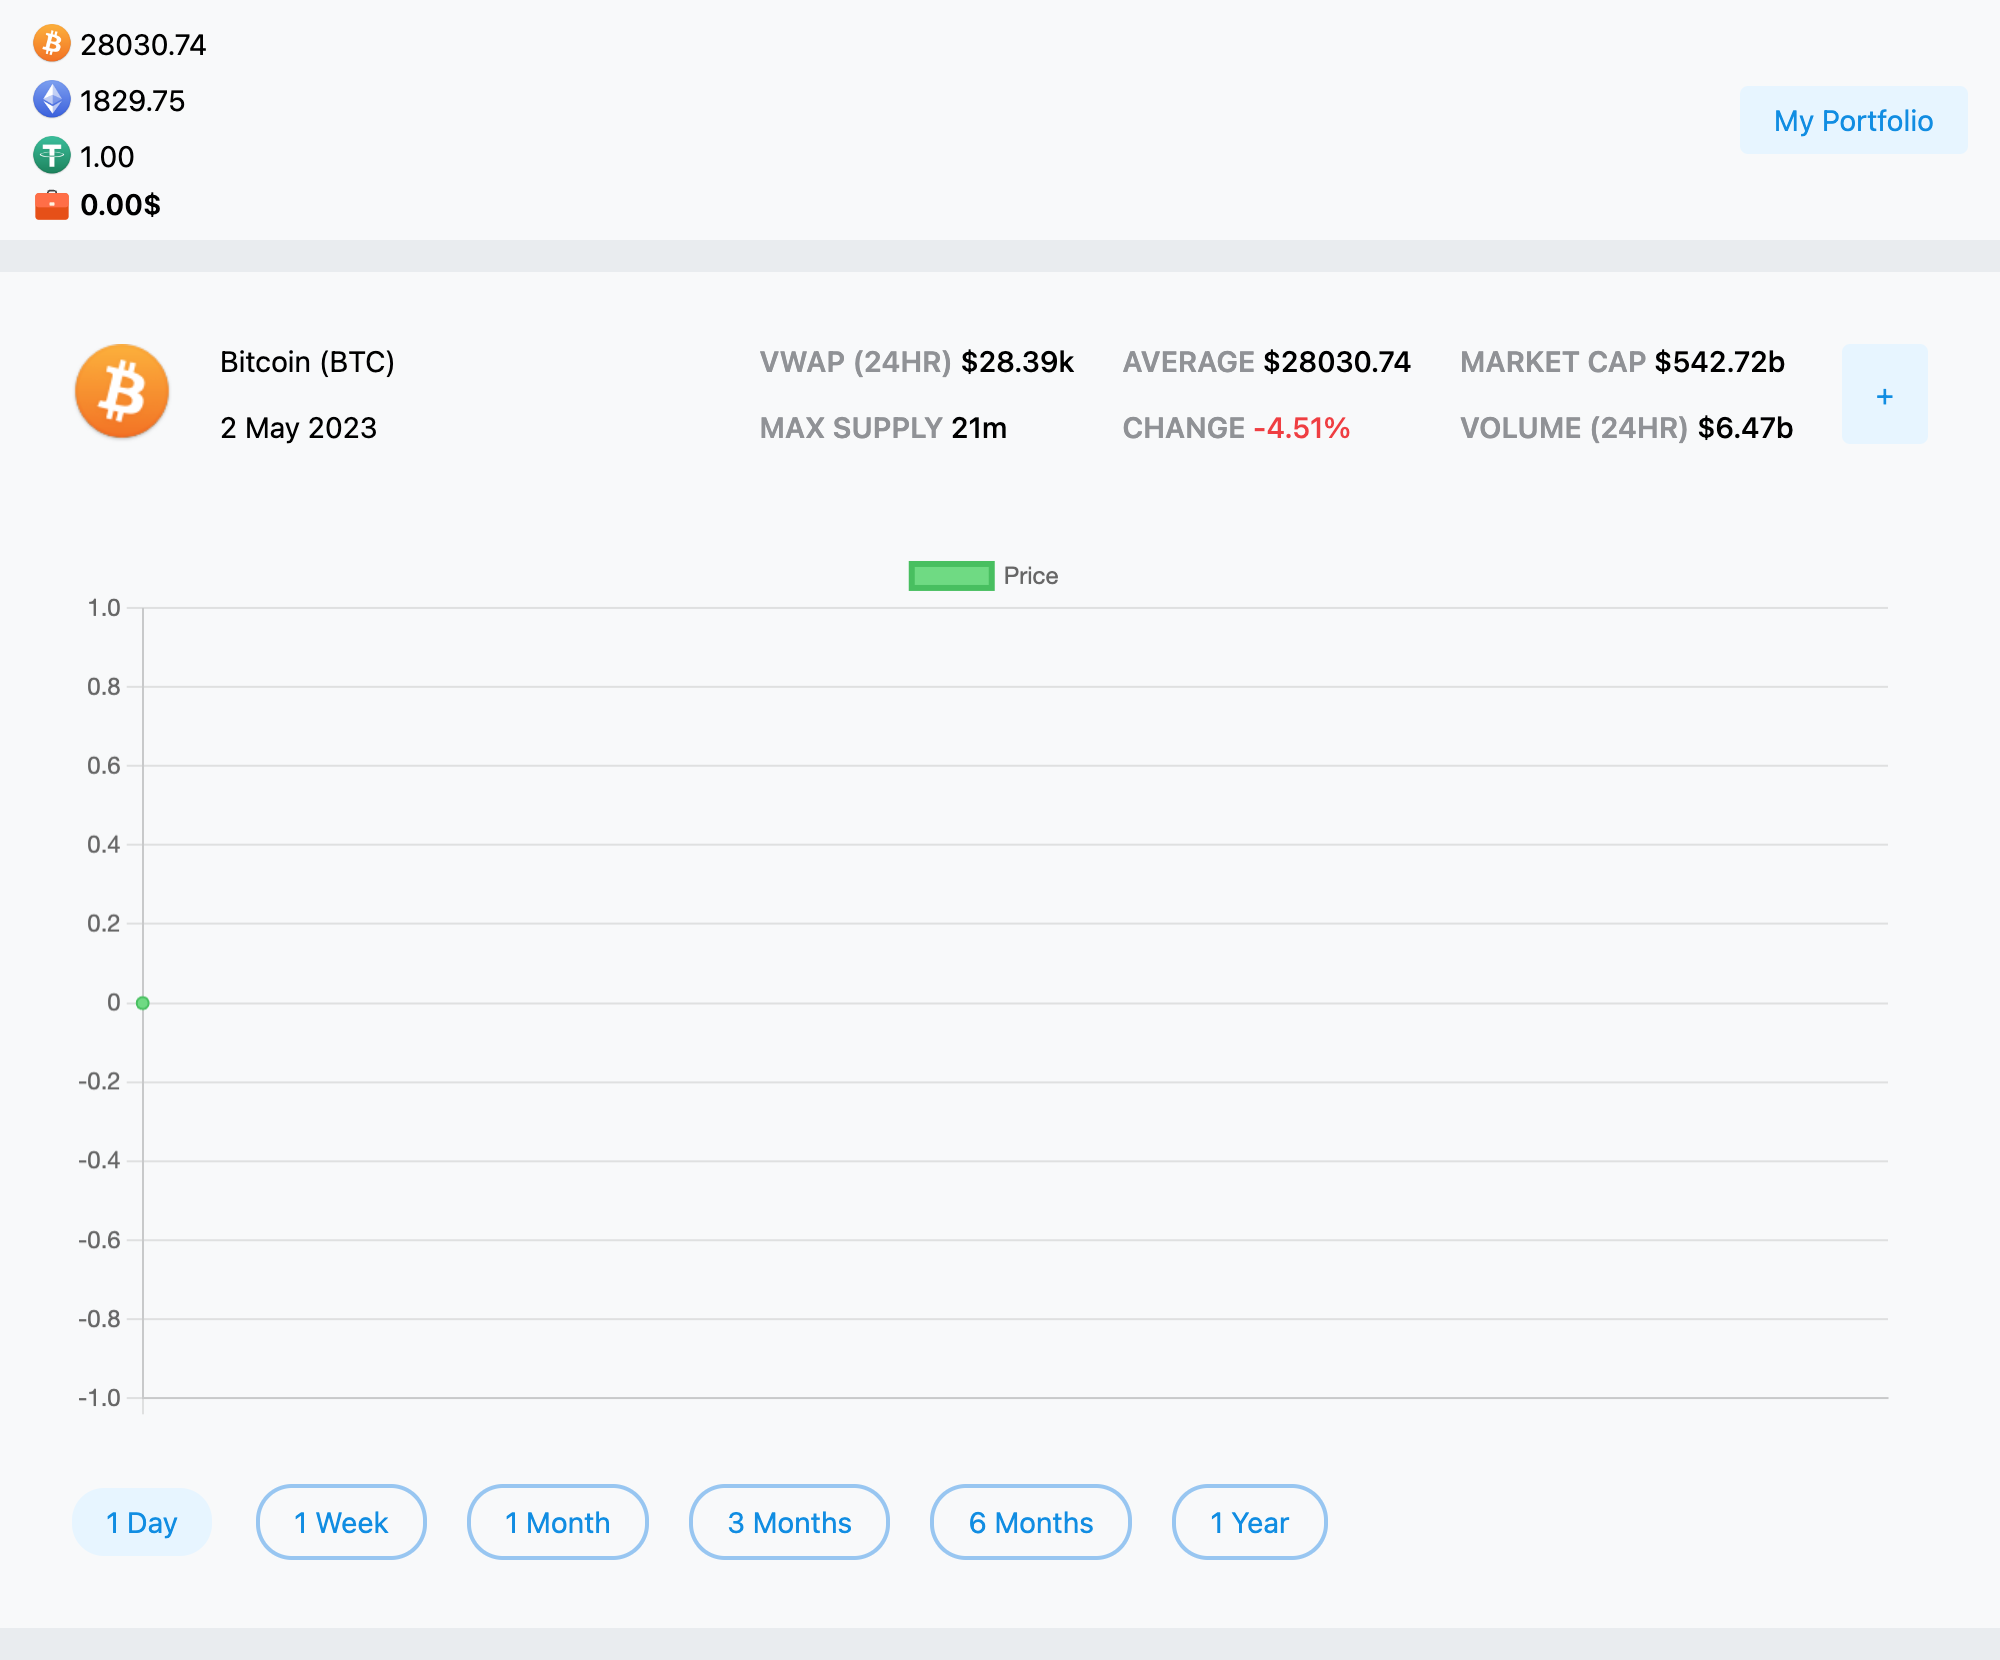 28030.74
1829.75
1.00
0.00$
My Portfolio
Bitcoin (BTC)
2 May 2023
VWAP (24HR) $28.39k
AVERAGE $28030.74
MARKET CAP $542.72b
MAX SUPPLY 21m
CHANGE -4.51%
VOLUME (24HR) $6.47b
+
Price
1.0
0.8
0.6
0.4
0.2
0
-0.2
-0.4
-0.6
-0.8
-1.0
1 Day
1 Week
1 Month
3 Months
6 Months
1 Year